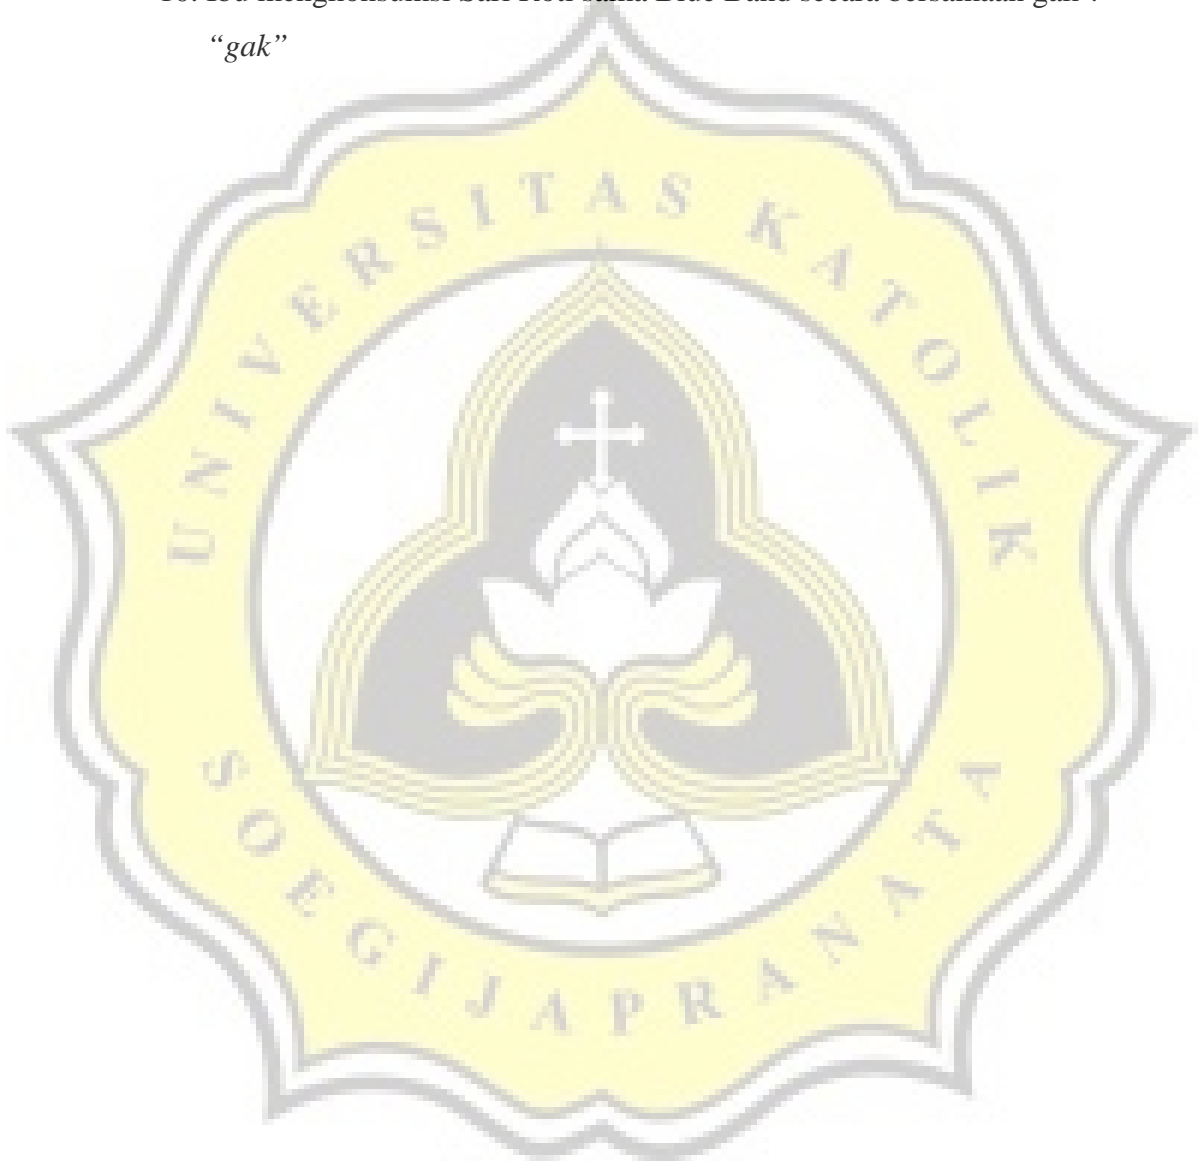 10. Ibu mengkonsumsi Sari Roti sama Blue Band secara bersamaan gak ?
“gak”
UNIVERSITAS KATOLIK
SOEGIJAPRANATA